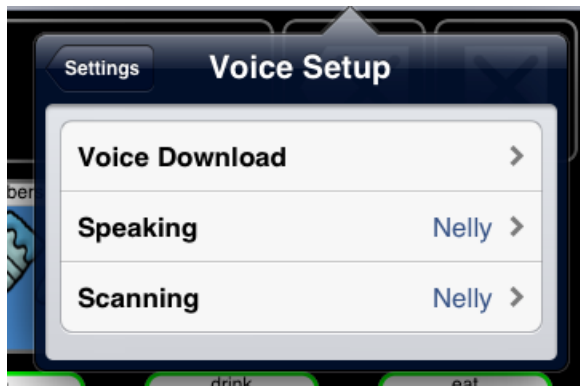 Settings
Voice Setup
Voice Download
Speaking Nelly
Scanning Nelly
drink
eat